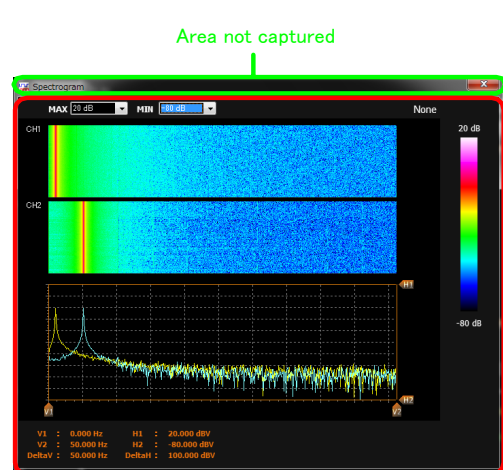 Area not captured
Spectrogram
MAX 20 dB MIN -80 dB None
CH1
20 dB
CH2
-80 dB
H1
H2
V1 V2
V1 : 0.000 Hz H1 : 20.000 dBV
V2 : 50.000 Hz H2 : -80.000 dBV
DeltaV : 50.000 Hz DeltaH : 100.000 dBV